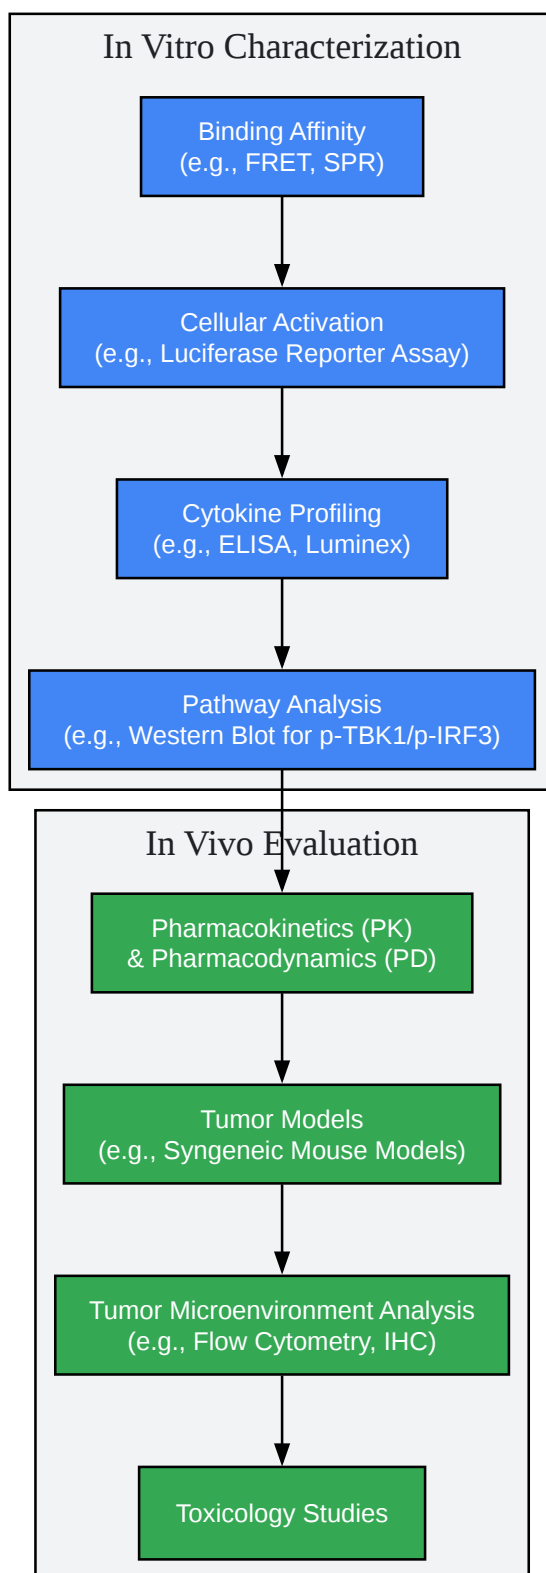 In Vitro Characterization
Binding Affinity
(e.g., FRET, SPR)
Cellular Activation
(e.g., Luciferase Reporter Assay)
Cytokine Profiling
(e.g., ELISA, Luminex)
Pathway Analysis
(e.g., Western Blot for p-TBK1/p-IRF3)
In Vivo Evaluation
Pharmacokinetics (PK)
& Pharmacodynamics (PD)
Tumor Models
(e.g., Syngeneic Mouse Models)
Tumor Microenvironment Analysis
(e.g., Flow Cytometry, IHC)
Toxicology Studies